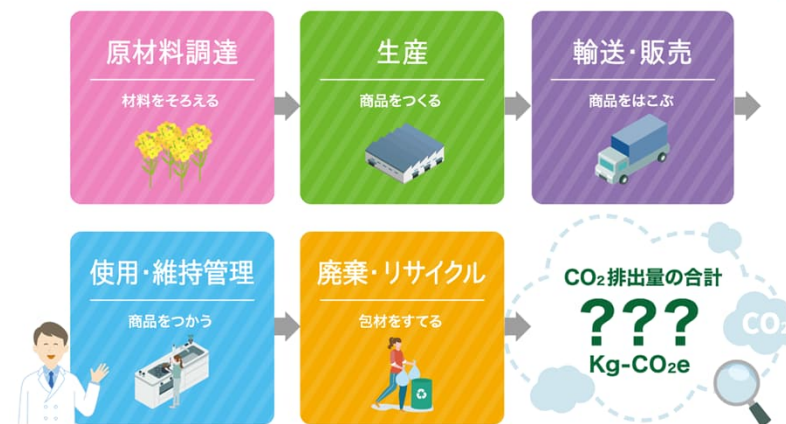 原材料調達
材料をそろえる
生産
商品をつくる
輸送・販売
商品をはこぶ
使用・維持管理
商品をつかう
廃棄・リサイクル
包材をすてる
CO₂排出量の合計
???
Kg-CO₂e
CO₂